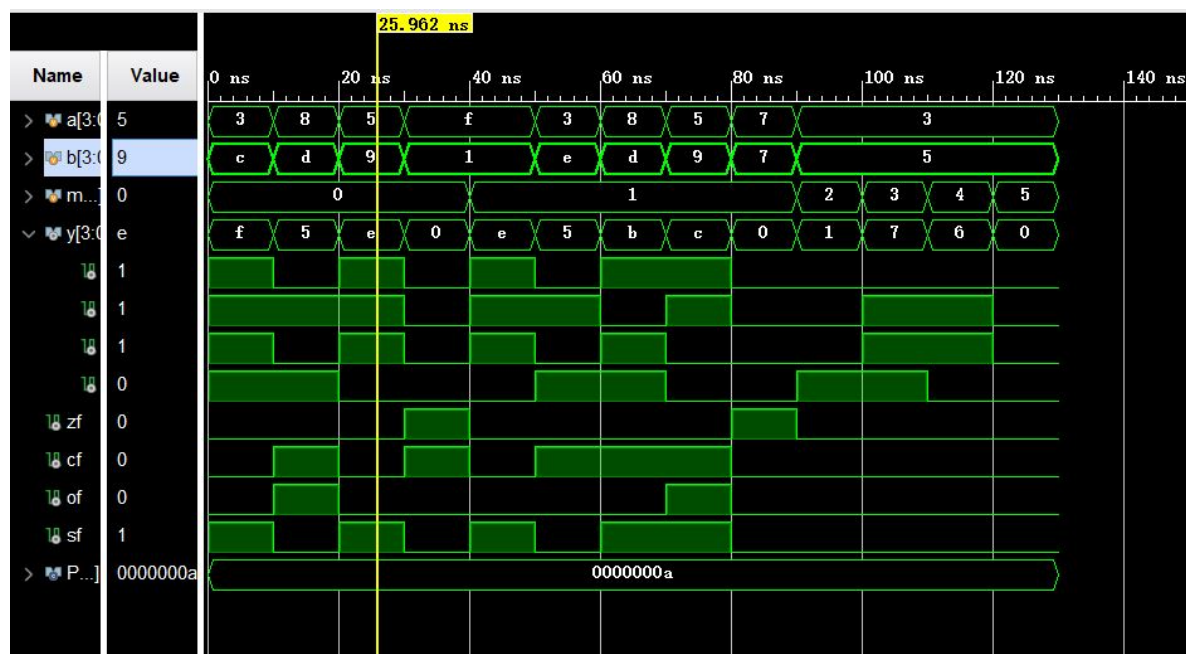 25.962 ns
Name Value 0 ns 20 ns 40 ns 60 ns 80 ns 100 ns 120 ns 140 ns
> a[3:0 5 3 8 5 f 3 8 5 7 3
> b[3:0 9 c d 9 1 e d 9 7 5
> m...] 0 0 1 2 3 4 5
y[3:0 e f 5 e 0 e 5 b c 0 1 7 6 0
1
1
1
0
zf 0
cf 0
of 0
sf 1
> P...] 0000000a 0000000a